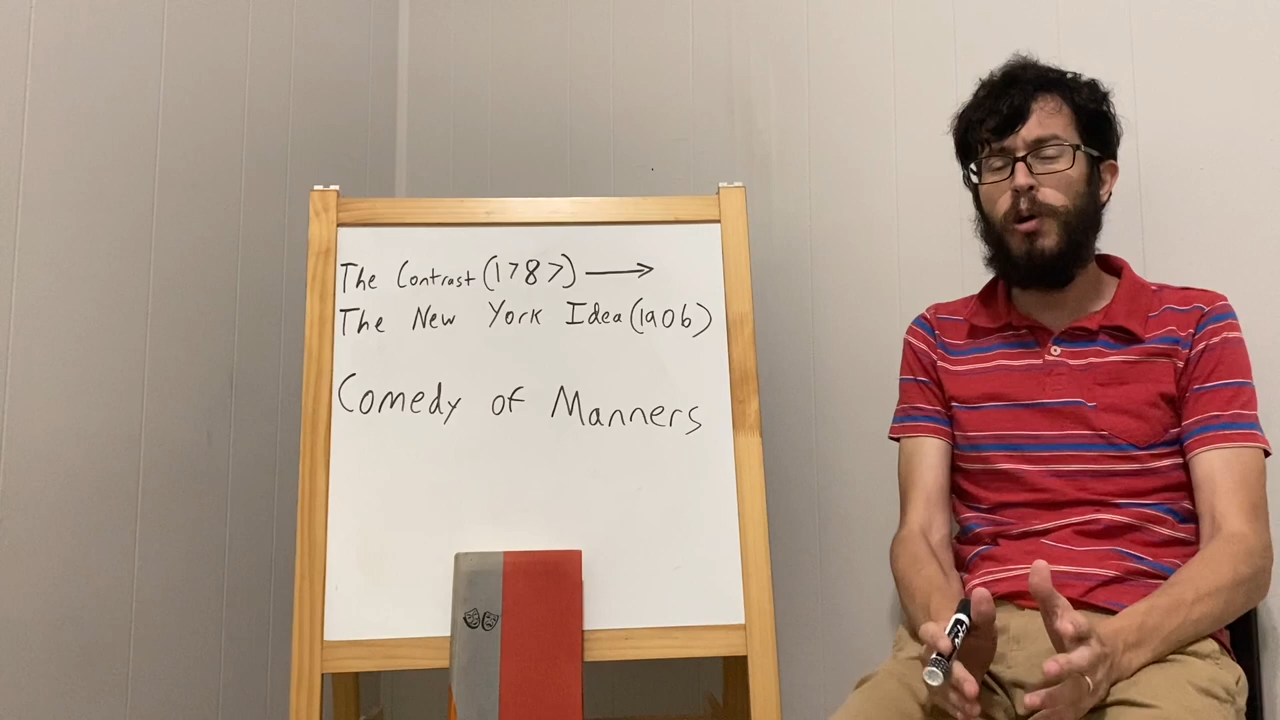 The Contrast (1787) →
The New York Idea (1906)
Comedy of Manners